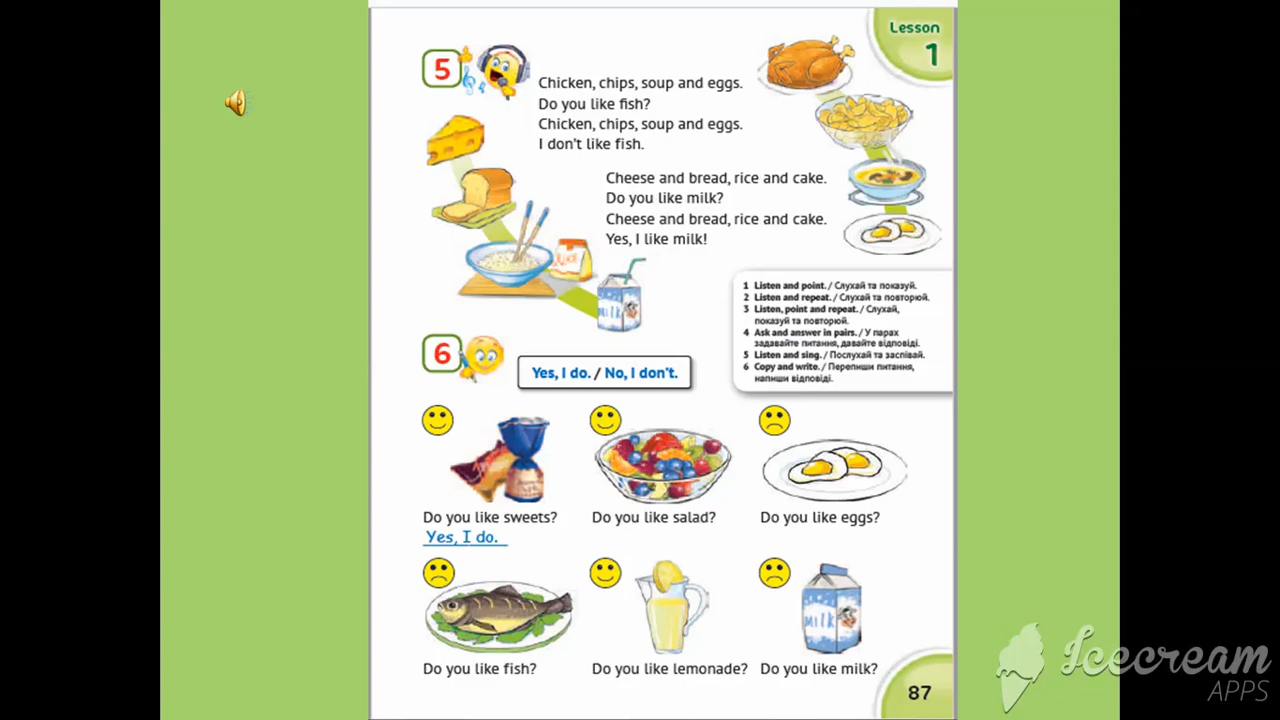 Lesson
1
5
Chicken, chips, soup and eggs.
Do you like fish?
Chicken, chips, soup and eggs.
I don't like fish.
Cheese and bread, rice and cake.
Do you like milk?
Cheese and bread, rice and cake.
Yes, I like milk!
MILK
1 Listen and point. / Слухай та показуй.
2 Listen and repeat. / Слухай та повторюй.
3 Listen, point and repeat. / Слухай,
показуй та повторюй.
4 Ask and answer in pairs. / У парах
задавайте питання, давайте відповіді.
5 Listen and sing. / Послухай та заспівай.
6 Copy and write. / Перепиши питання,
напиши відповіді.
6
Yes, I do. / No, I don't.
Do you like sweets?
Yes, I do.
Do you like salad?
Do you like eggs?
MILK
Do you like fish?
Do you like lemonade?
Do you like milk?
87
Icecream
APPS